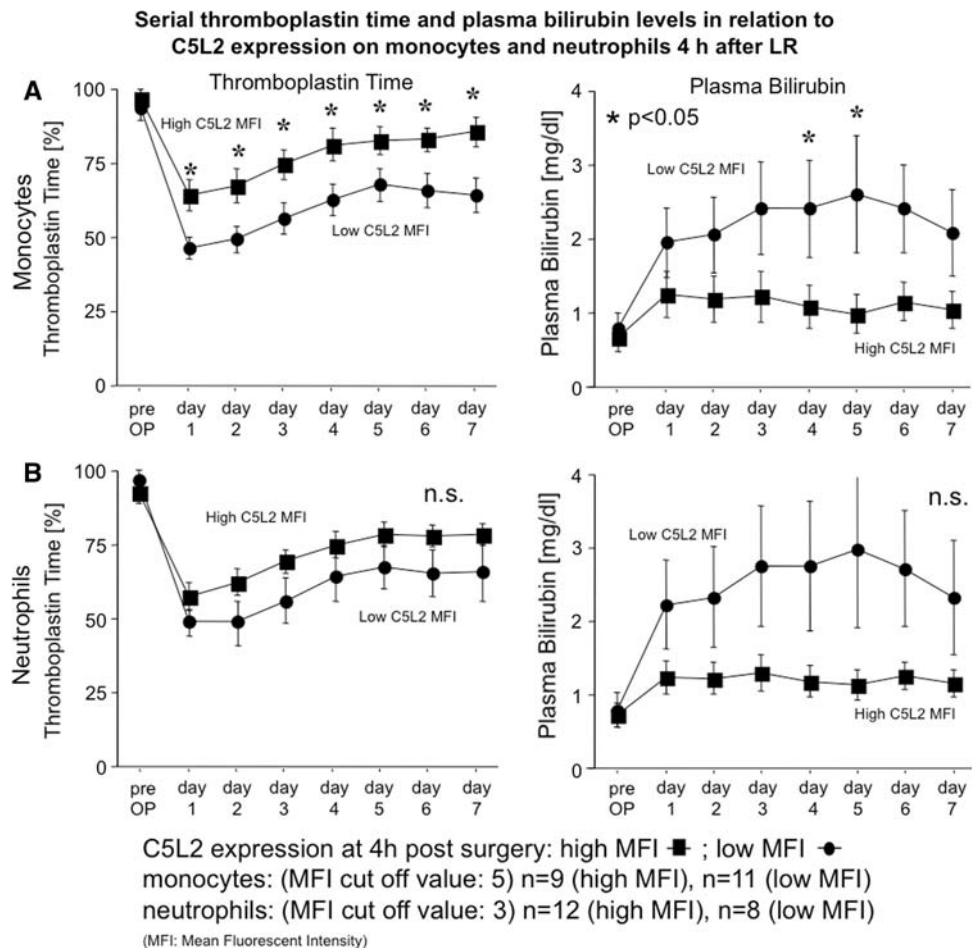 Serial thromboplastin time and plasma bilirubin levels in relation to
C5L2 expression on monocytes and neutrophils 4 h after LR
A
Monocytes
Thromboplastin Time
Thromboplastin Time [%]
100
75
50
25
0
High C5L2 MFI
* * * * * * *
Low C5L2 MFI
pre OP
day 1
day 2
day 3
day 4
day 5
day 6
day 7
Plasma Bilirubin
Plasma Bilirubin [mg/dl]
4
3
2
1
0
* p<0.05
* *
Low C5L2 MFI
High C5L2 MFI
pre OP
day 1
day 2
day 3
day 4
day 5
day 6
day 7
B
Neutrophils
Thromboplastin Time [%]
100
75
50
25
0
n.s.
High C5L2 MFI
Low C5L2 MFI
pre OP
day 1
day 2
day 3
day 4
day 5
day 6
day 7
Plasma Bilirubin [mg/dl]
4
3
2
1
0
n.s.
Low C5L2 MFI
High C5L2 MFI
pre OP
day 1
day 2
day 3
day 4
day 5
day 6
day 7
C5L2 expression at 4h post surgery: high MFI ■ ; low MFI ●
monocytes: (MFI cut off value: 5) n=9 (high MFI), n=11 (low MFI)
neutrophils: (MFI cut off value: 3) n=12 (high MFI), n=8 (low MFI)
(MFI: Mean Fluorescent Intensity)